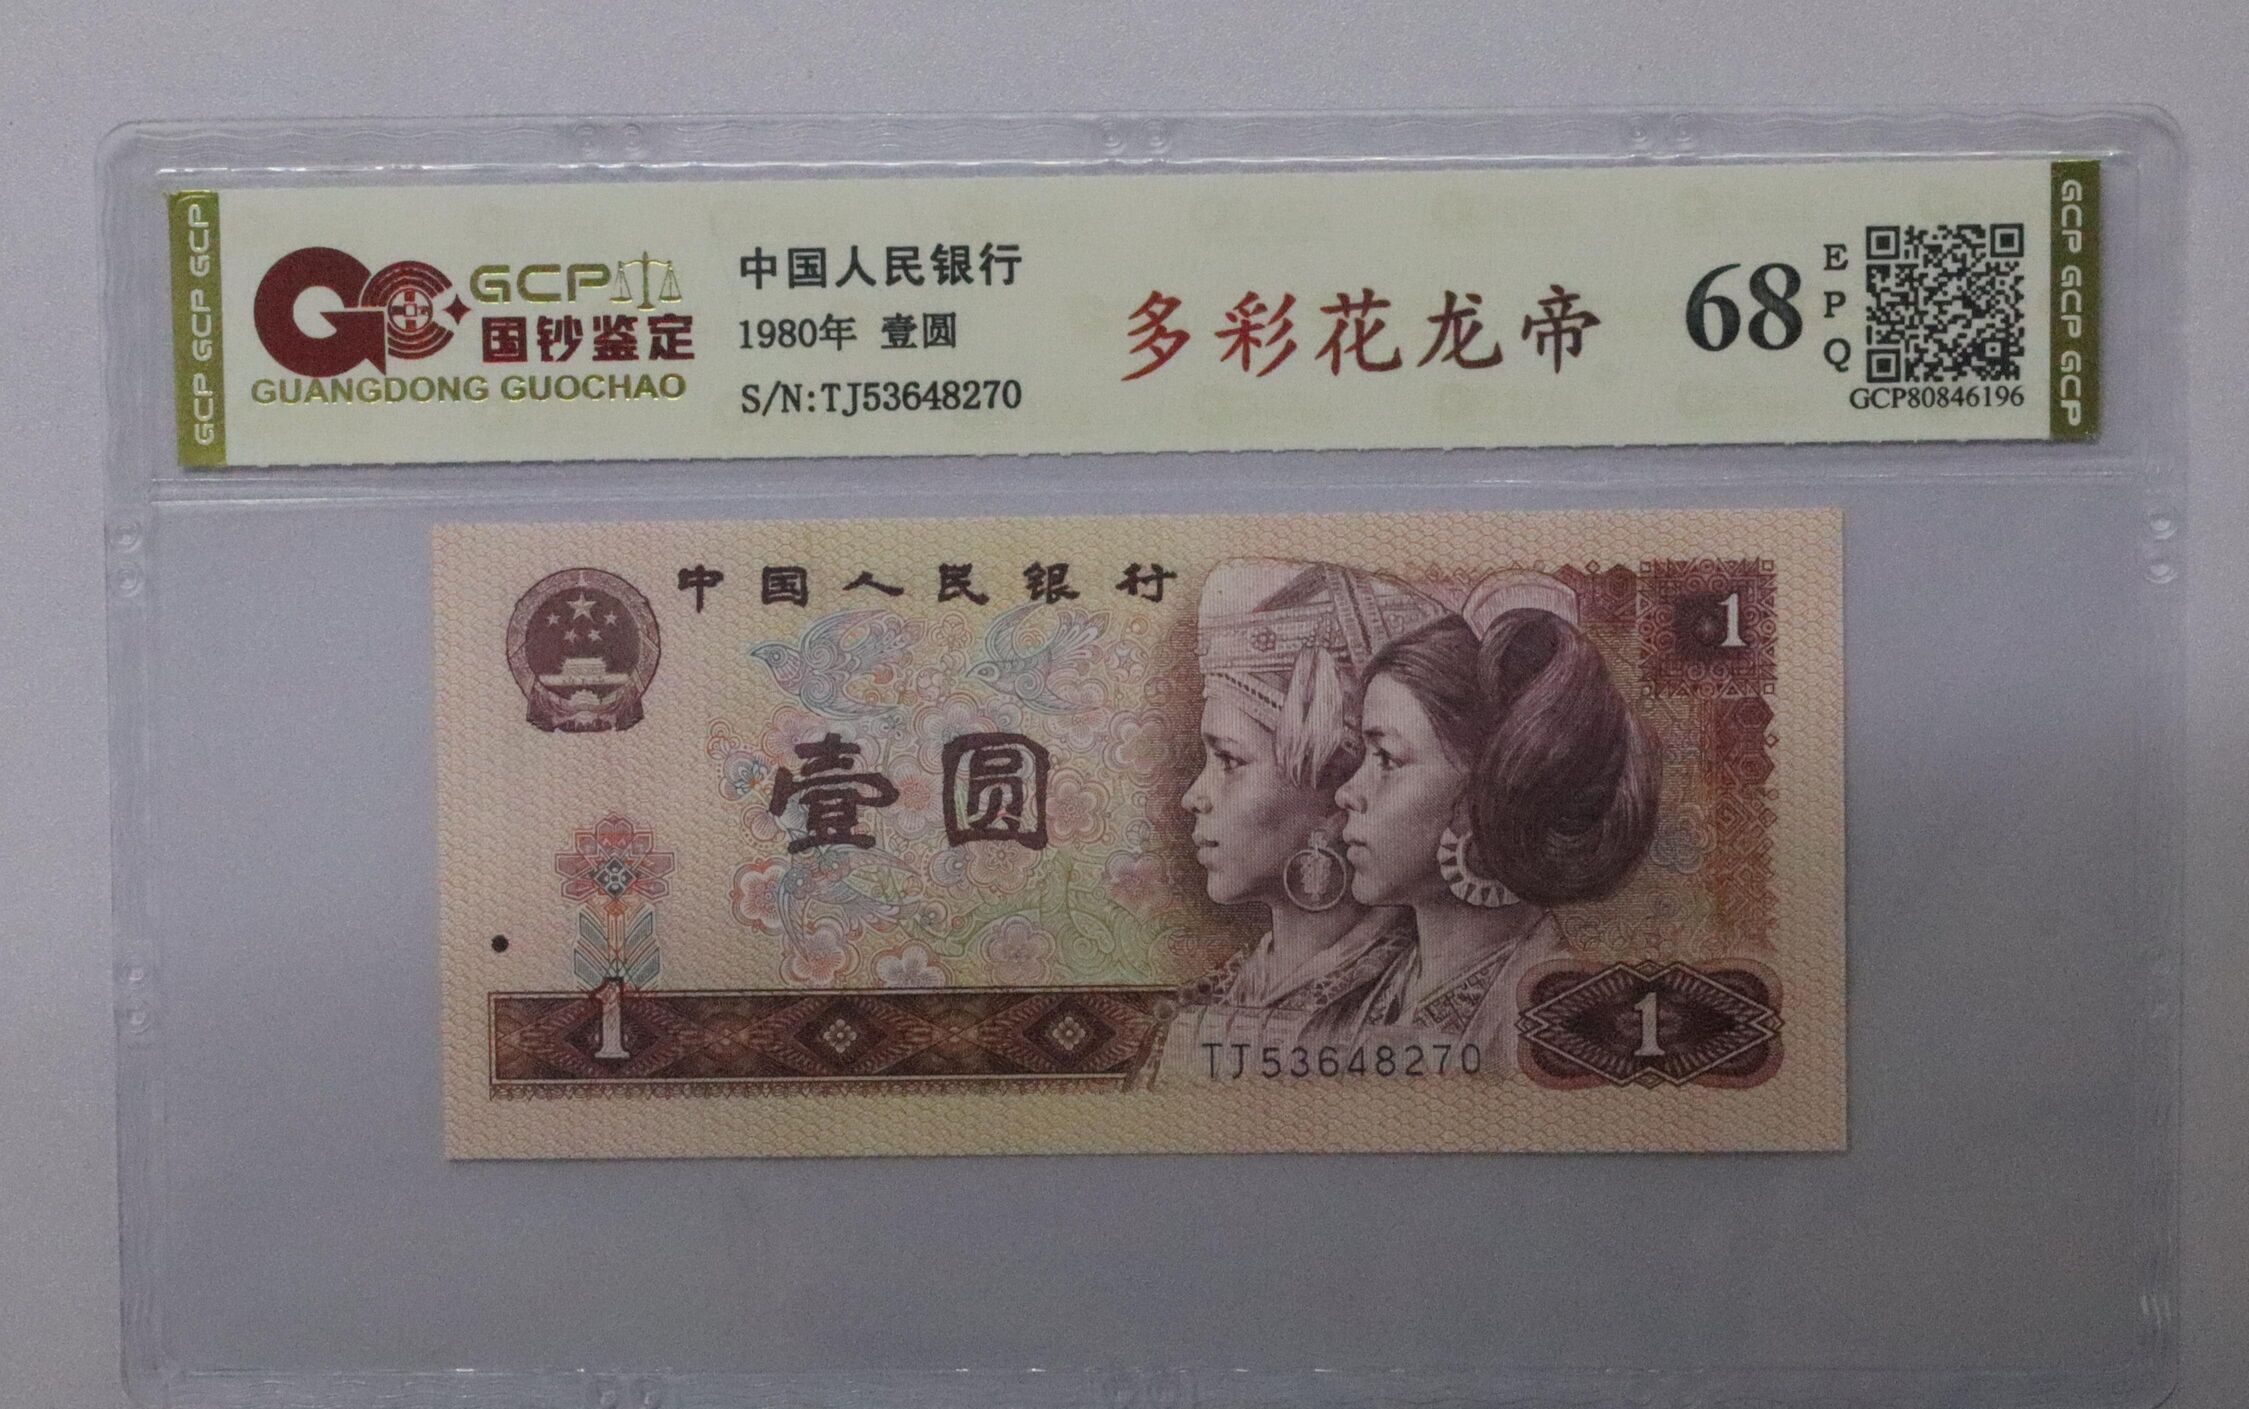 GCP GCP GCP
GCP
国钞鉴定
GUANGDONG GUOCHAO
中国人民银行
1980年 壹圆
S/N:TJ53648270
多彩花龙帝
68
E
P
Q
GCP80846196
GCP GCP GCP
中国人民银行
1
壹圆
1
TJ53648270
1